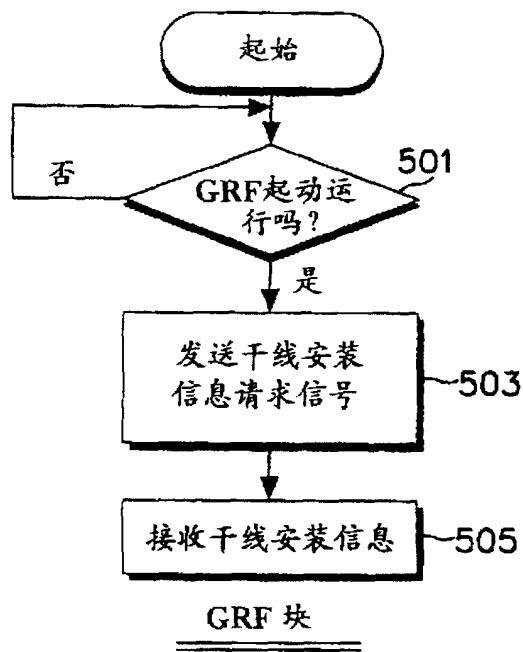 起始
否
501
GRF起动运
行吗?
是
发送干线安装
信息请求信号
503
接收干线安装信息
505
GRF 块